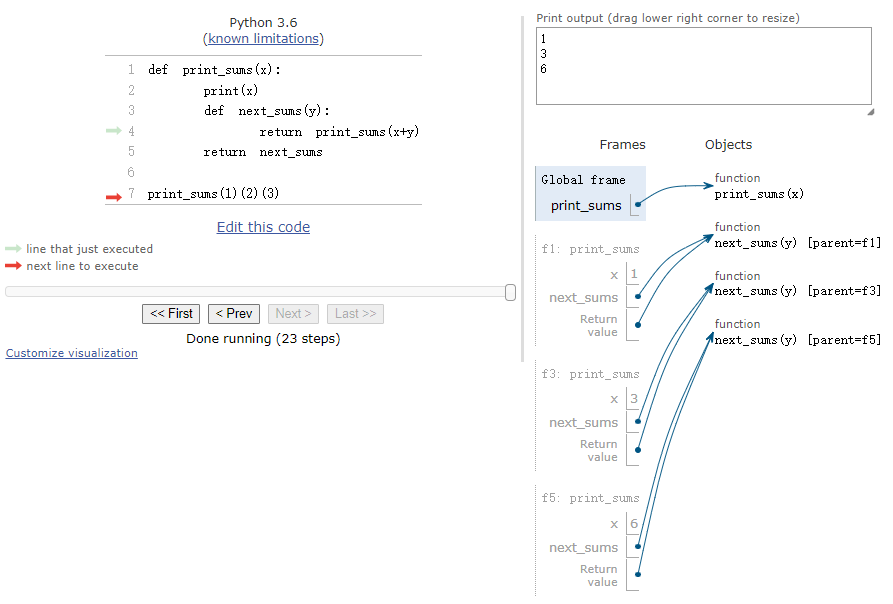 Python 3.6
(known limitations)
1 def print_sums(x):
2 print(x)
3 def next_sums(y):
4 return print_sums(x+y)
5 return next_sums
6
7 print_sums(1)(2)(3)
Edit this code
line that just executed
next line to execute
<< First < Prev Next > Last >>
Done running (23 steps)
Customize visualization
Print output (drag lower right corner to resize)
1
3
6
Frames Objects
Global frame
print_sums
function
print_sums(x)
function
next_sums(y) [parent=f1]
function
next_sums(y) [parent=f3]
function
next_sums(y) [parent=f5]
f1: print_sums
x 1
next_sums
Return
value
f3: print_sums
x 3
next_sums
Return
value
f5: print_sums
x 6
next_sums
Return
value